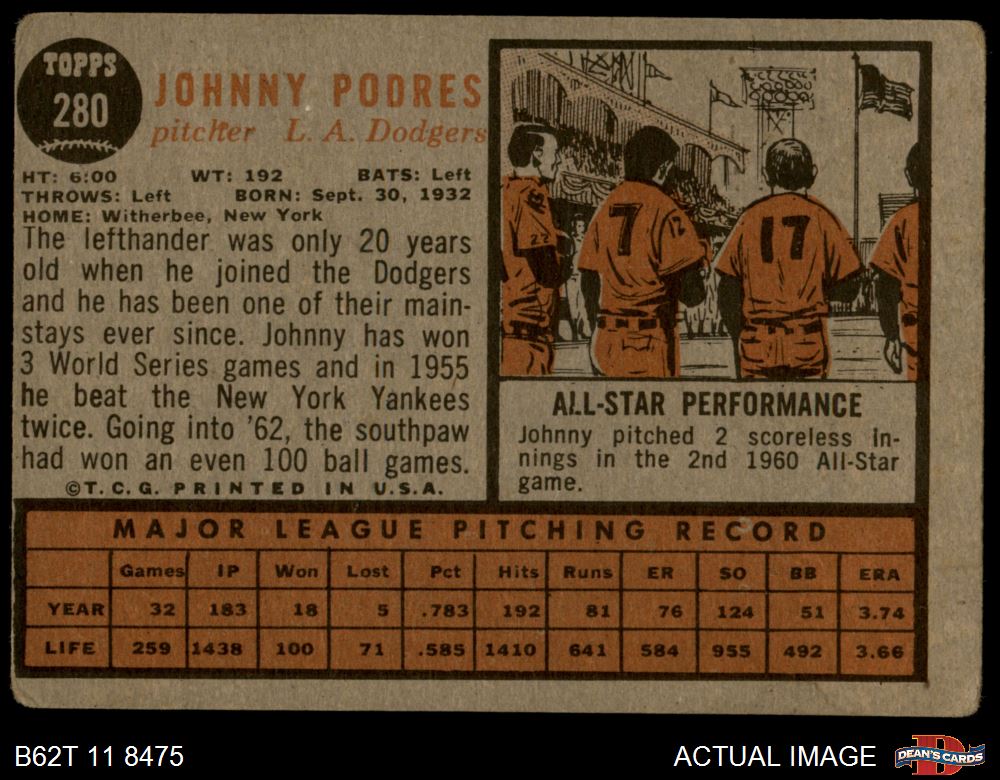 TOPPS
280
JOHNNY PODRES
pitcher L. A. Dodgers
HT: 6:00 WT: 192 BATS: Left
THROWS: Left BORN: Sept. 30, 1932
HOME: Witherbee, New York
The lefthander was only 20 years
old when he joined the Dodgers
and he has been one of their main-
stays ever since. Johnny has won
3 World Series games and in 1955
he beat the New York Yankees
twice. Going into '62, the southpaw
had won an even 100 ball games.
©T.C.G. PRINTED IN U.S.A.
22
7
12
17
ALL-STAR PERFORMANCE
Johnny pitched 2 scoreless in-
nings in the 2nd 1960 All-Star
game.
MAJOR LEAGUE PITCHING RECORD
Games IP Won Lost Pct Hits Runs ER SO BB ERA
YEAR 32 183 18 5 .783 192 81 76 124 51 3.74
LIFE 259 1438 100 71 .585 1410 641 584 955 492 3.66
B62T 11 8475
ACTUAL IMAGE
D
DEAN'S CARDS